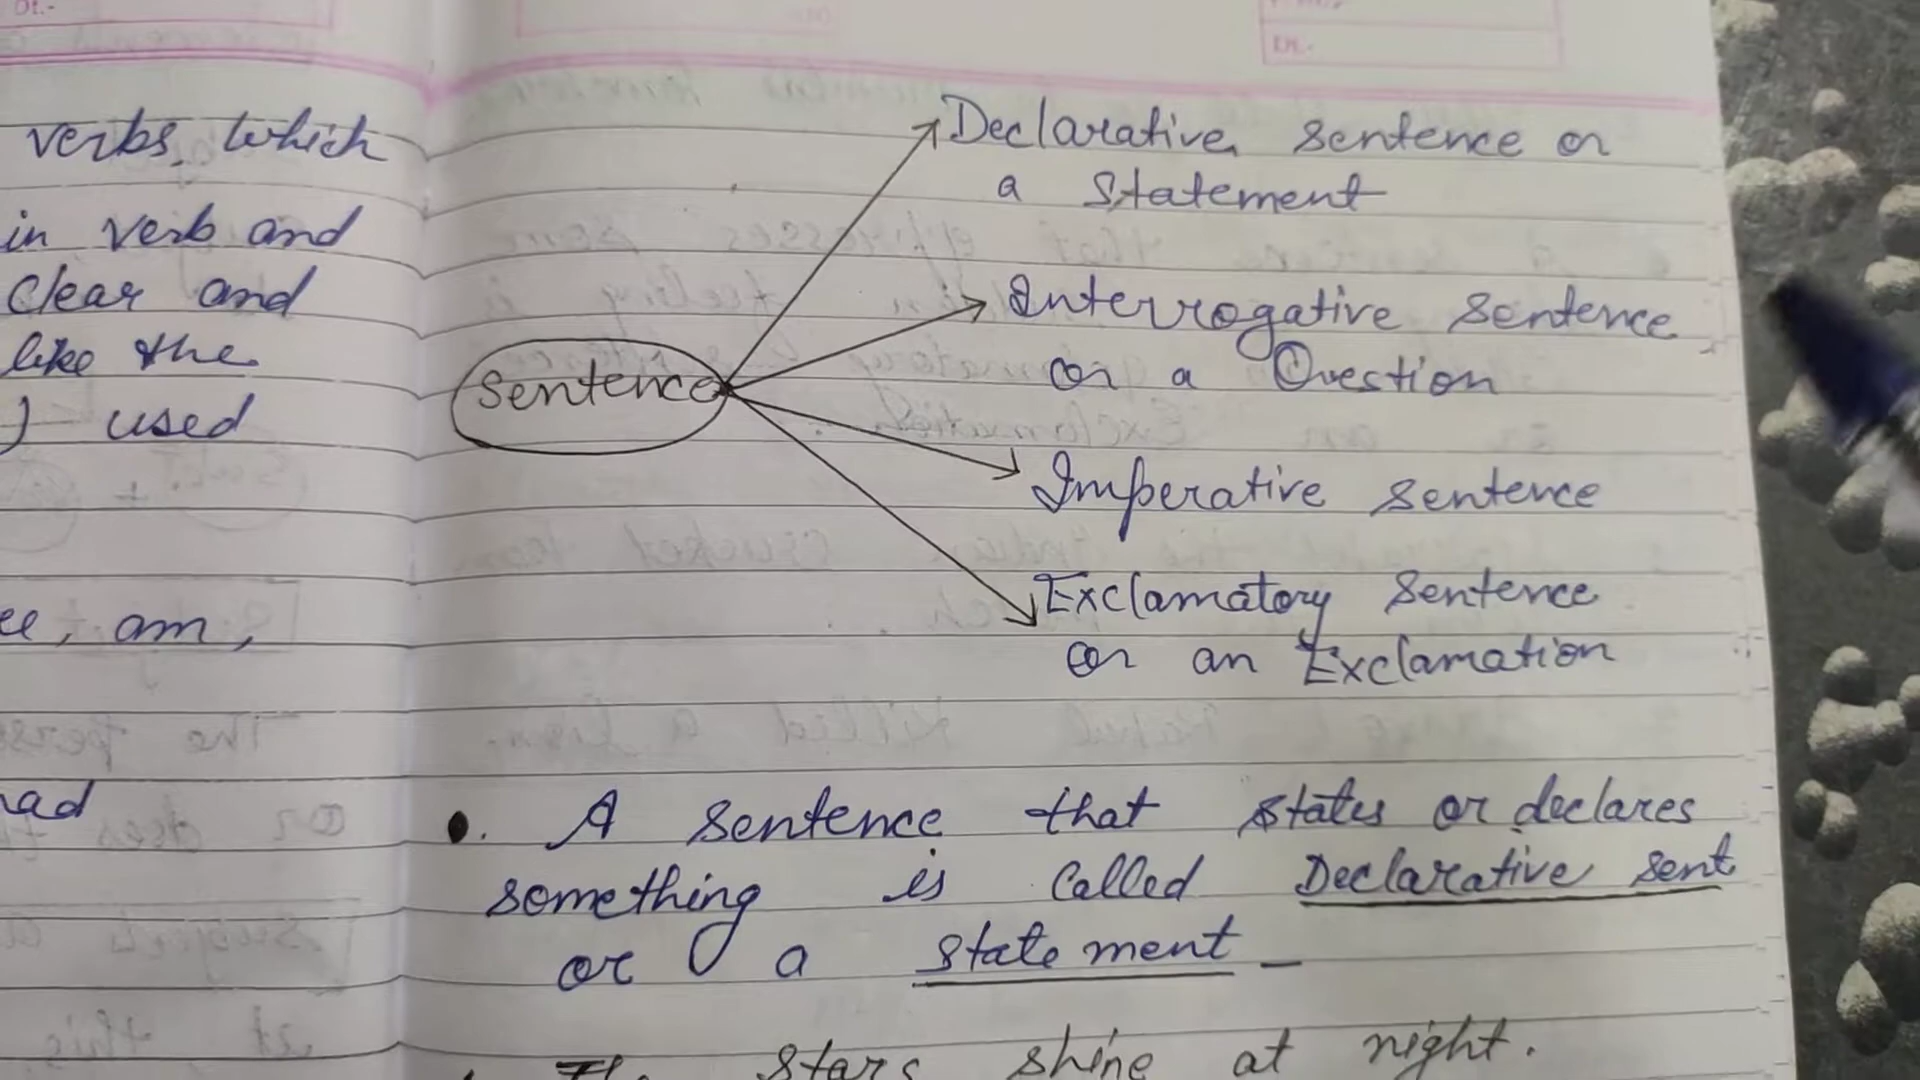 verbs, which
in verb and
clear and
like the
) used
am,
Declarative sentence or
a statement
Interrogative sentence
or a Question
sentence
Imperative sentence
Exclamatory sentence
or an Exclamation
• A sentence that states or declares
something is called Declarative sent
or a statement -
stars shine at night.